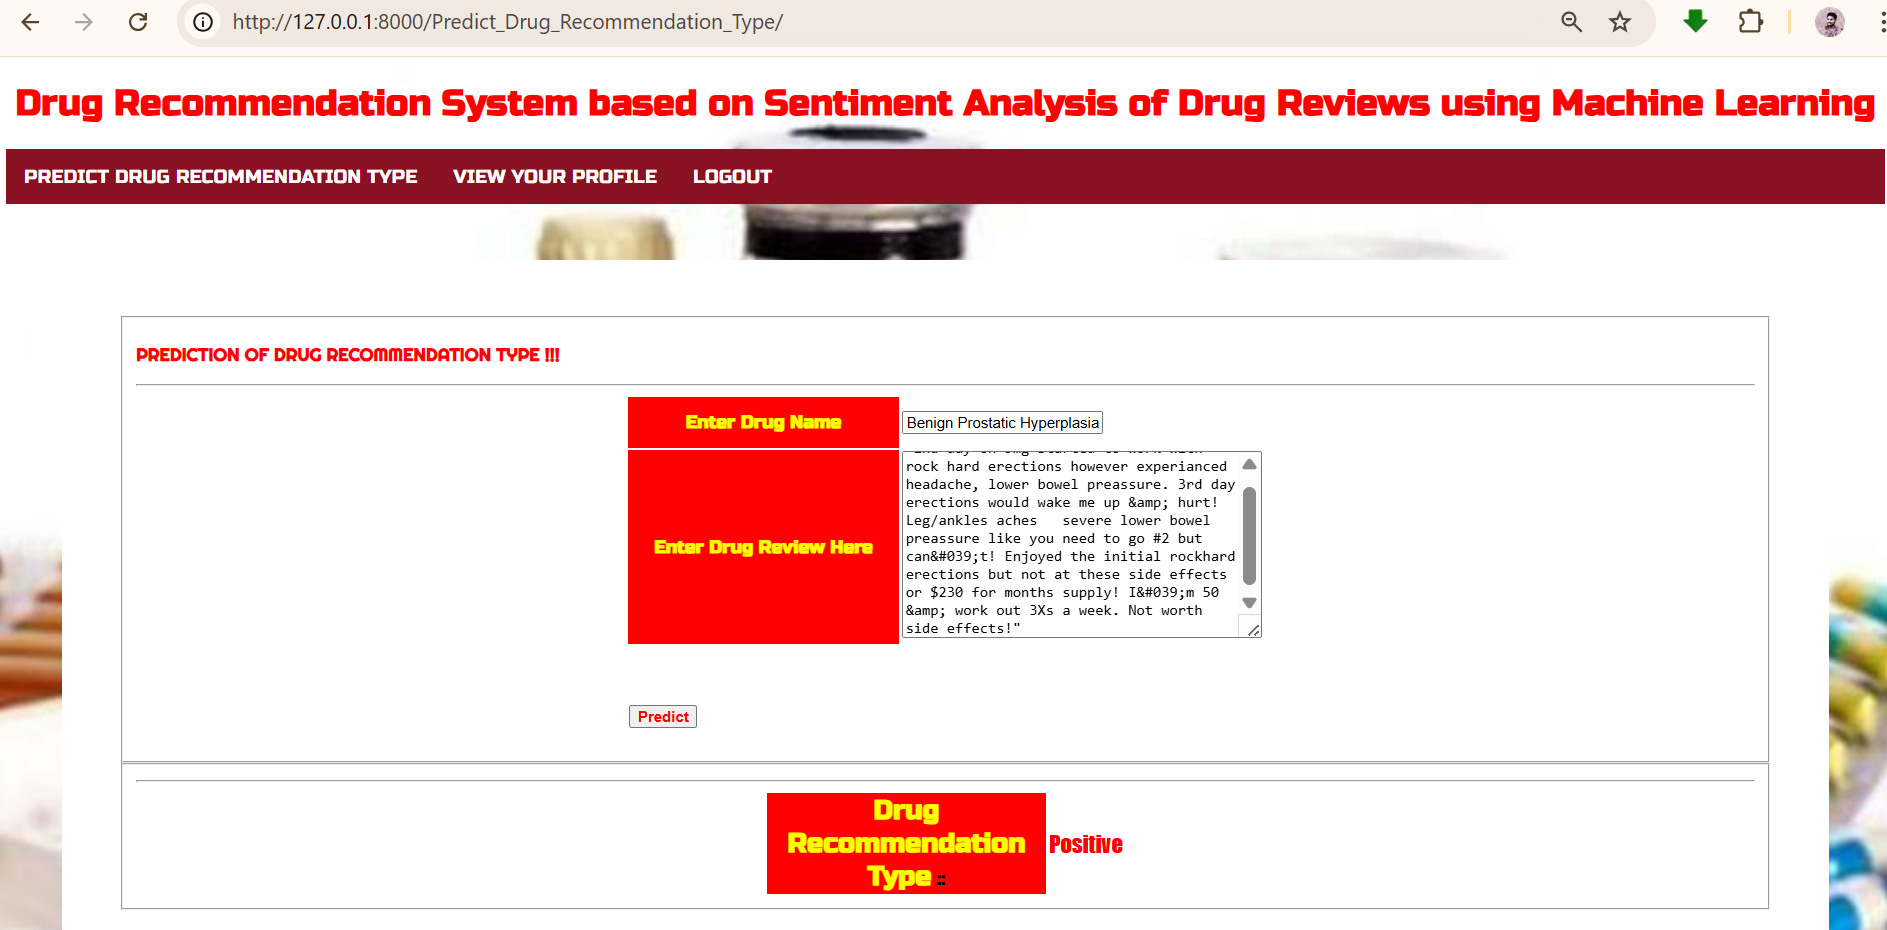 http://127.0.0.1:8000/Predict_Drug_Recommendation_Type/
Drug Recommendation System based on Sentiment Analysis of Drug Reviews using Machine Learning
PREDICT DRUG RECOMMENDATION TYPE VIEW YOUR PROFILE LOGOUT
PREDICTION OF DRUG RECOMMENDATION TYPE !!!
Enter Drug Name Benign Prostatic Hyperplasia
Enter Drug Review Here
rock hard erections however experianced
headache, lower bowel preassure. 3rd day
erections would wake me up &amp; hurt!
Leg/ankles aches   severe lower bowel
preassure like you need to go #2 but
can&#039;t! Enjoyed the initial rockhard
erections but not at these side effects
or $230 for months supply! I&#039;m 50
&amp; work out 3Xs a week. Not worth
side effects!"
Predict
Drug
Recommendation
Type ::
Positive